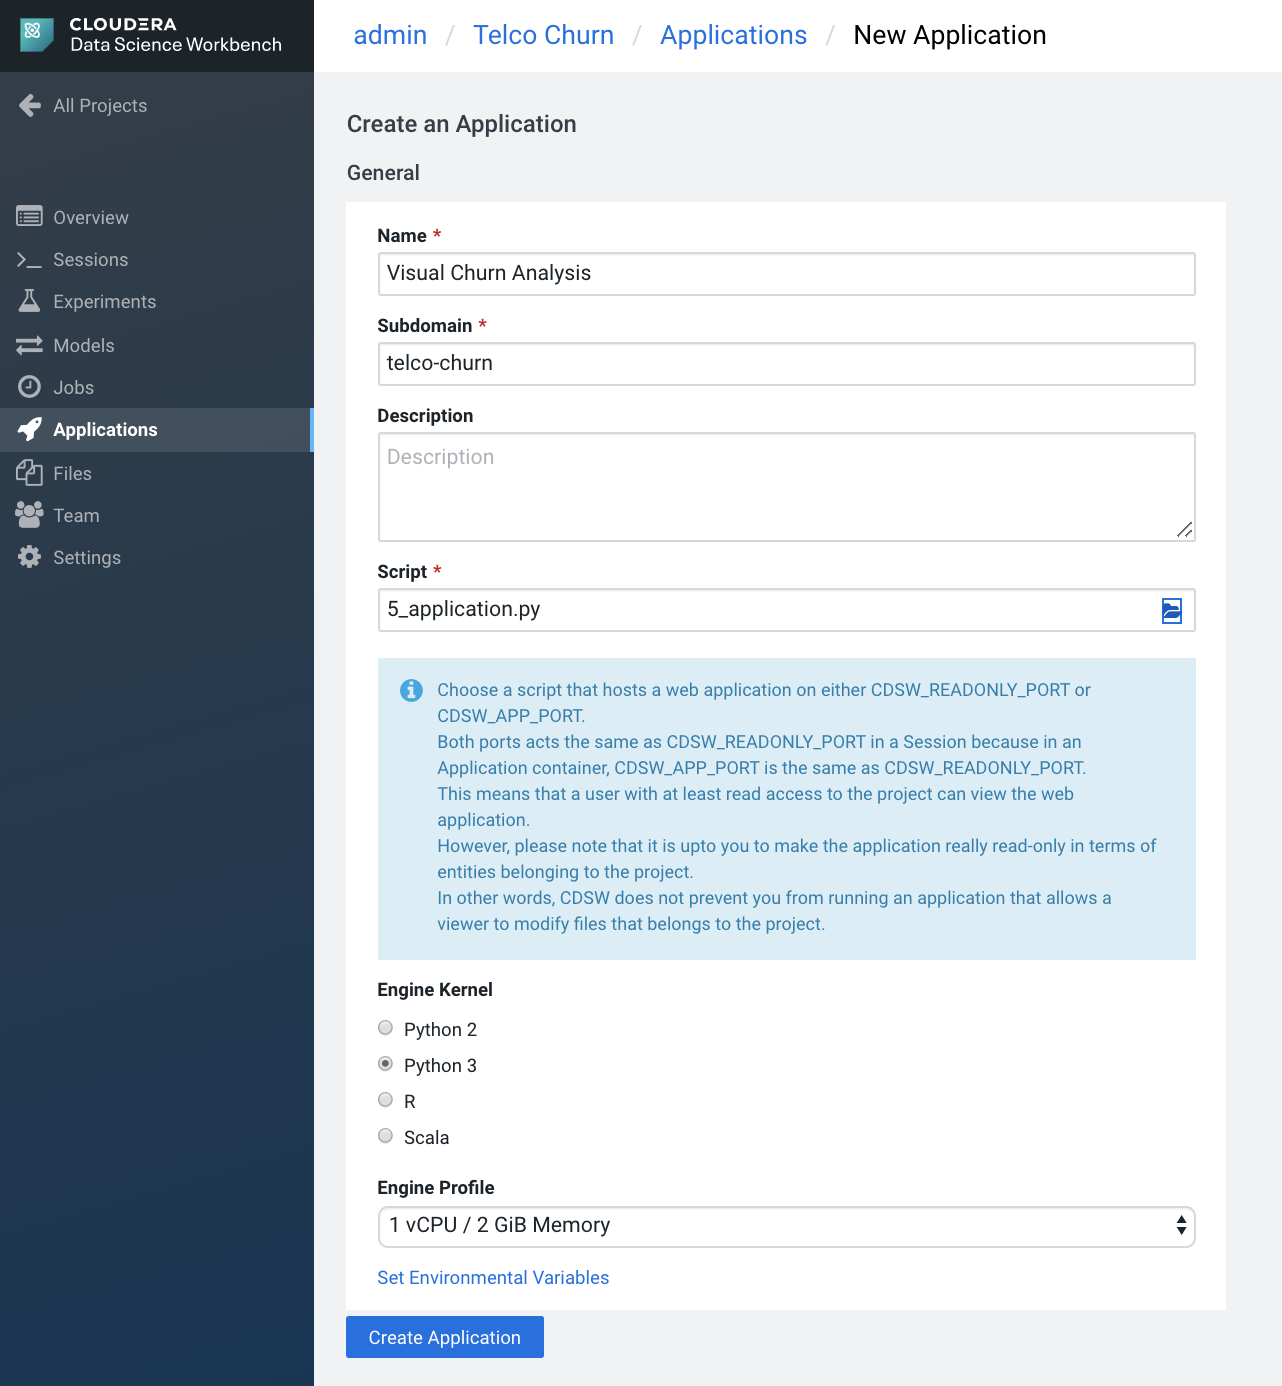 CLOUDERA
Data Science Workbench
admin / Telco Churn / Applications / New Application
All Projects
Overview
Sessions
Experiments
Models
Jobs
Applications
Files
Team
Settings
Create an Application
General
Name *
Visual Churn Analysis
Subdomain *
telco-churn
Description
Description
Script *
5_application.py
Choose a script that hosts a web application on either CDSW_READONLY_PORT or
CDSW_APP_PORT.
Both ports acts the same as CDSW_READONLY_PORT in a Session because in an
Application container, CDSW_APP_PORT is the same as CDSW_READONLY_PORT.
This means that a user with at least read access to the project can view the web
application.
However, please note that it is upto you to make the application really read-only in terms of
entities belonging to the project.
In other words, CDSW does not prevent you from running an application that allows a
viewer to modify files that belongs to the project.
Engine Kernel
Python 2
Python 3
R
Scala
Engine Profile
1 vCPU / 2 GiB Memory
Set Environmental Variables
Create Application